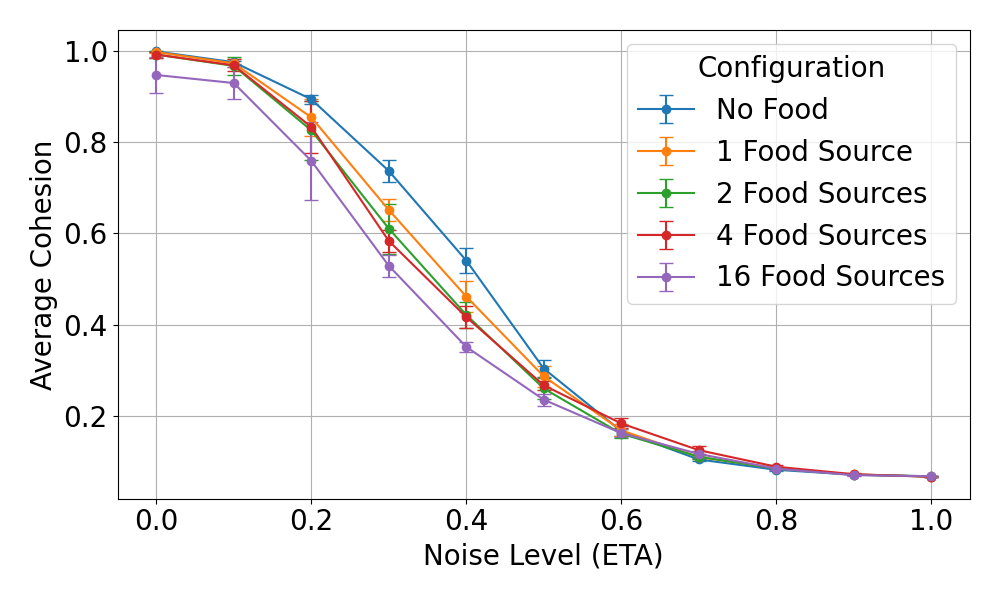 Configuration
No Food
1 Food Source
2 Food Sources
4 Food Sources
16 Food Sources
Average Cohesion
1.0
0.8
0.6
0.4
0.2
0.0 0.2 0.4 0.6 0.8 1.0
Noise Level (ETA)